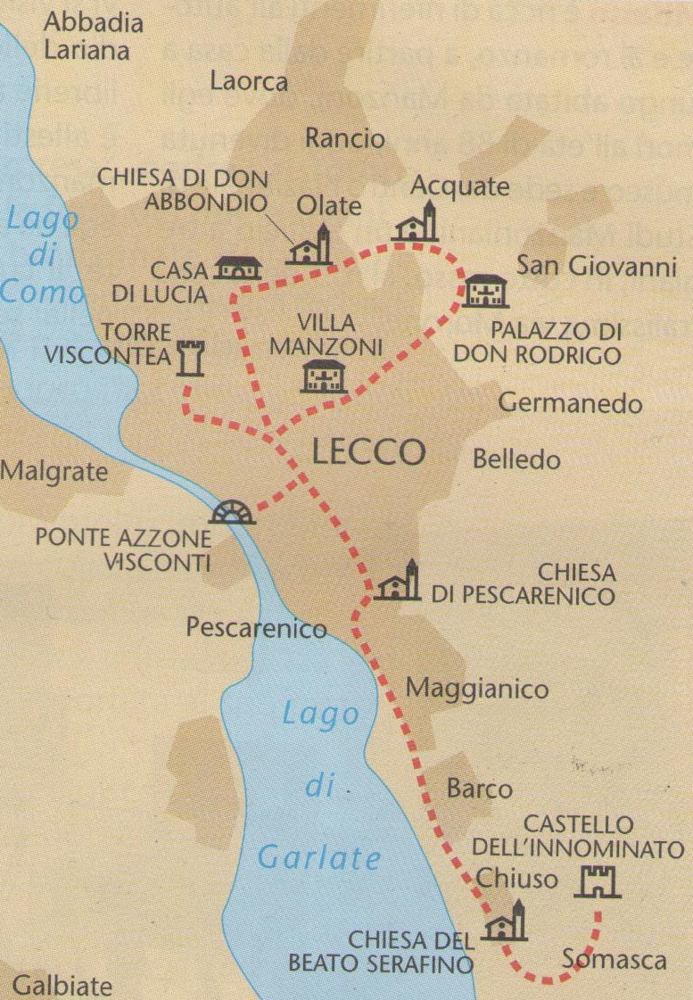 Abbadia
Lariana
Laorca
Rancio
CHIESA DI DON
ABBONDIO
Olate
Acquate
Lago
di
Como
CASA
DI LUCIA
San Giovanni
TORRE
VISCONTEA
VILLA
MANZONI
PALAZZO DI
DON RODRIGO
Germanedo
LECCO
Belledo
Malgrate
PONTE AZZONE
VISCONTI
CHIESA
DI PESCARENICO
Pescarenico
Maggianico
Lago
di
Garlate
Barco
CASTELLO
DELL'INNOMINATO
Chiuso
CHIESA DEL
BEATO SERAFINO
Somasca
Galbiate